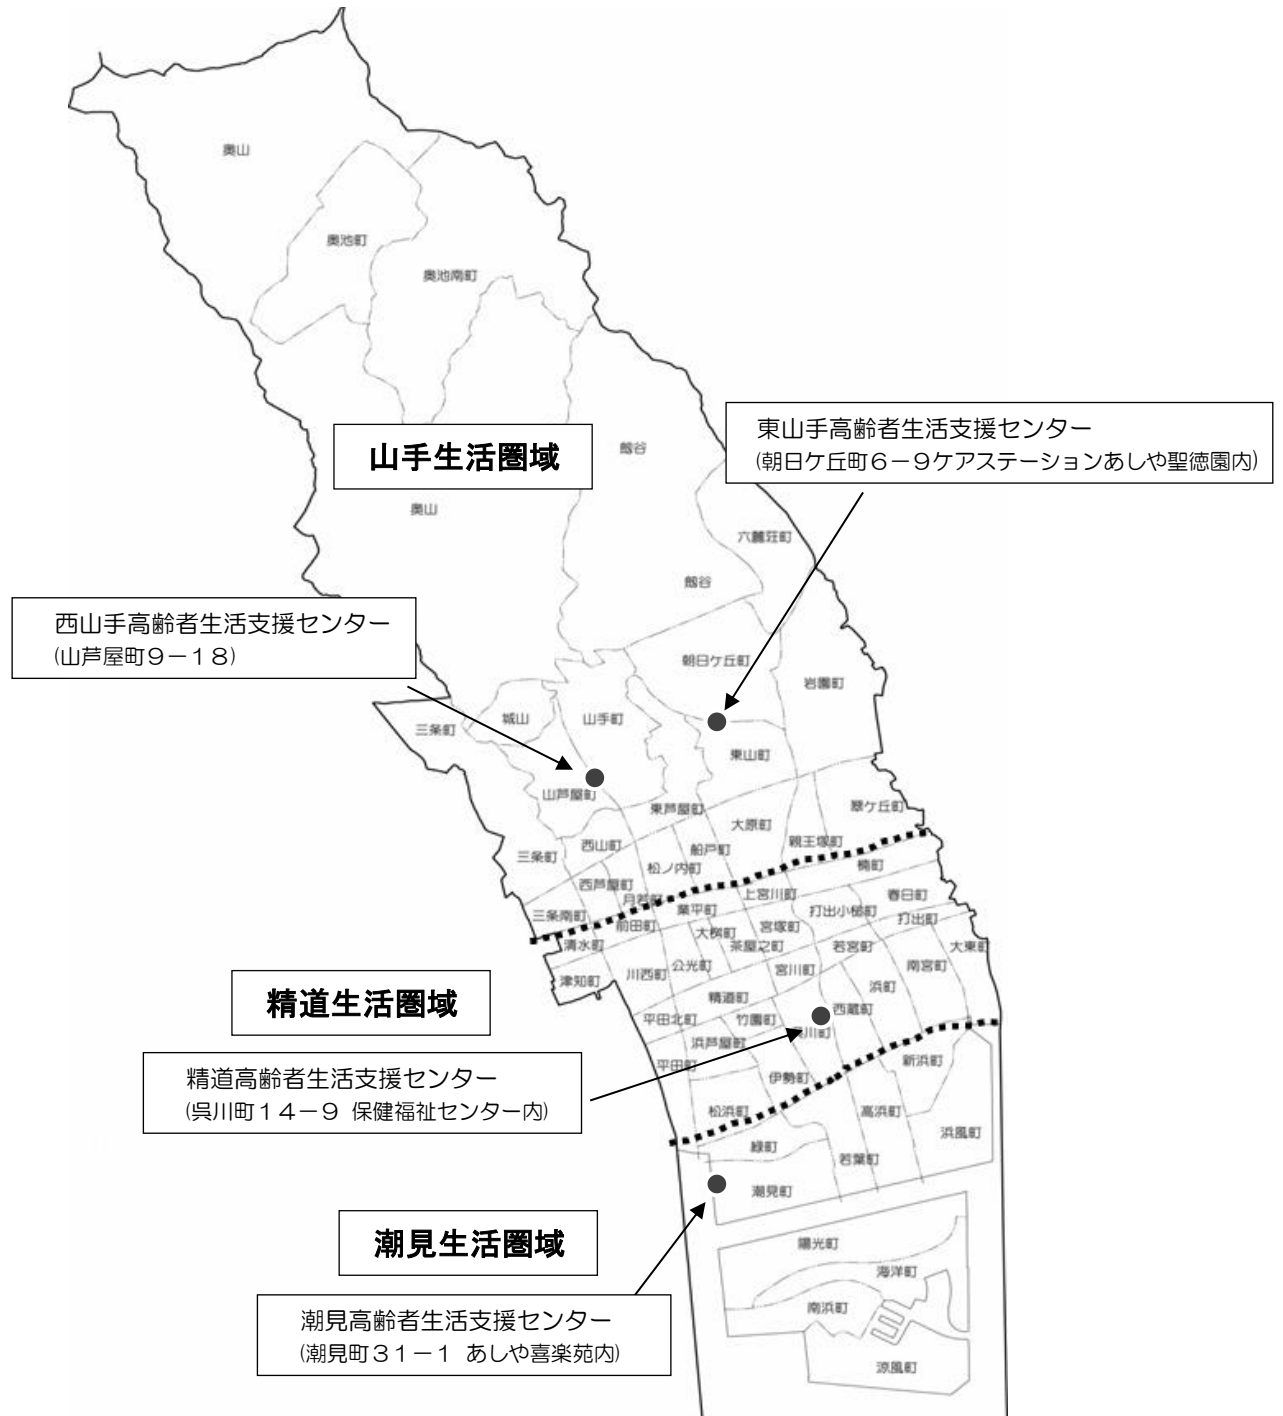 奥山
奥池町
奥池南町
山手生活圏域
剱谷
奥山
東山手高齢者生活支援センター
(朝日ケ丘町6－9ケアステーションあしや聖徳園内)
六麓荘町
剱谷
西山手高齢者生活支援センター
(山芦屋町9－18)
朝日ケ丘町
岩園町
三条町
城山
山手町
東山町
山芦屋町
東芦屋町
大原町
翠ケ丘町
親王塚町
西山町
船戸町
三条町
松ノ内町
楠町
西芦屋町
月若町
業平町
上宮川町
春日町
三条南町
前田町
打出小槌町
打出町
清水町
大桝町
宮塚町
茶屋之町
若宮町
大東町
津知町
川西町
公光町
宮川町
南宮町
浜町
精道生活圏域
精道町
西蔵町
平田北町
竹園町
呉川町
浜芦屋町
平田町
新浜町
精道高齢者生活支援センター
(呉川町14－9 保健福祉センター内)
伊勢町
松浜町
高浜町
浜風町
緑町
若葉町
潮見町
潮見生活圏域
陽光町
海洋町
南浜町
潮見高齢者生活支援センター
(潮見町31－1 あしや喜楽苑内)
涼風町